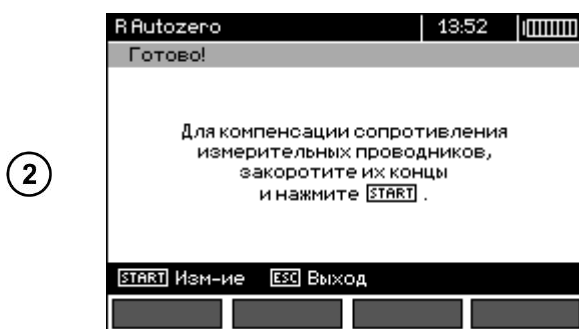 R Autozero 13:52
Готово!
Для компенсации сопротивления
измерительных проводников,
закоротите их концы
и нажмите START .
2
START Изм-ие ESC Выход